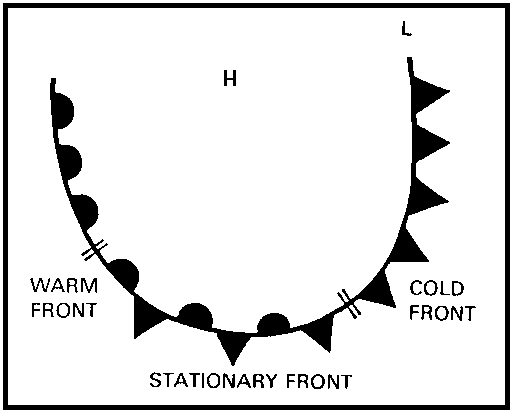 L
H
WARM
FRONT
COLD
FRONT
STATIONARY FRONT